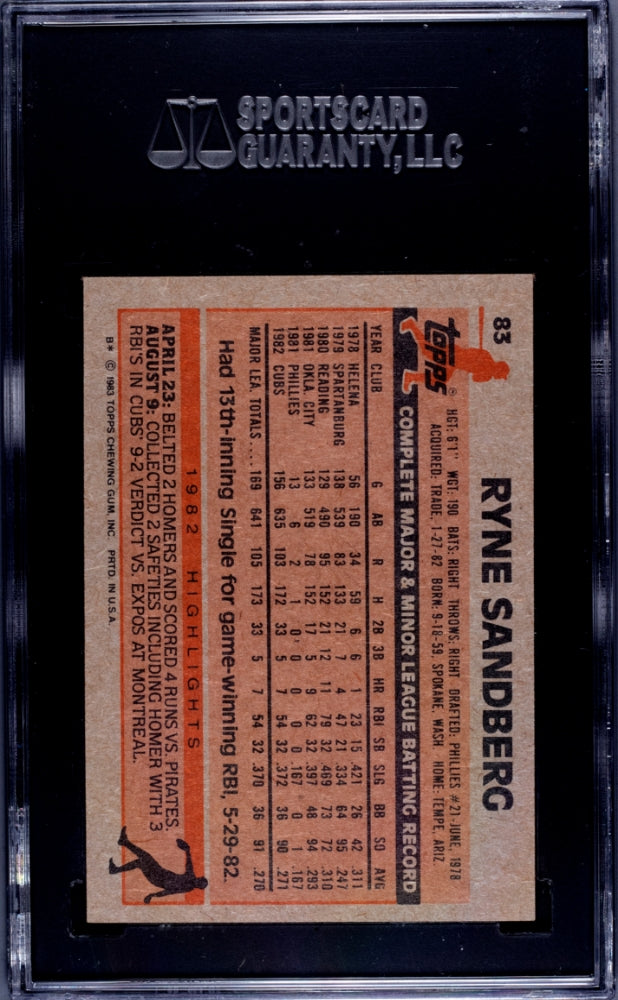 SPORTSCARD
GUARANTY, LLC
83
RYNE SANDBERG
topps®
HGT: 6'1" WGT: 190 BATS: RIGHT THROWS: RIGHT DRAFTED: PHILLIES #21-JUNE, 1978
ACQUIRED: TRADE, 1-27-82 BORN: 9-18-59, SPOKANE, WASH HOME: TEMPE, ARIZ.
COMPLETE MAJOR & MINOR LEAGUE BATTING RECORD
YEAR CLUB G AB R H 2B 3B HR RBI SB SLG BB SO AVG
1978 HELENA 56 190 34 59 6 6 1 23 15 .421 26 42 .311
1979 SPARTANBURG 138 539 83 133 21 7 4 47 21 .334 64 95 .247
1980 READING 129 490 95 152 21 12 11 79 32 .469 73 72 .310
1981 OKLA. CITY 133 519 78 152 17 5 9 62 32 .397 48 94 .293
1981 PHILLIES 13 6 2 1 0 0 0 0 0 .167 0 1 .167
1982 CUBS 156 635 103 172 33 5 7 54 32 .372 36 90 .271
MAJOR LEA. TOTALS.... 169 641 105 173 33 5 7 54 32 .370 36 91 .270
Had 13th-inning Single for game-winning RBI, 5-29-82.
1982 HIGHLIGHTS
APRIL 23: BELTED 2 HOMERS AND SCORED 4 RUNS VS. PIRATES.
AUGUST 9: COLLECTED 2 SAFETIES INCLUDING HOMER WITH 3
RBI'S IN CUBS' 9-2 VERDICT VS. EXPOS AT MONTREAL.
B* © 1983 TOPPS CHEWING GUM, INC. PRTD. IN U.S.A.